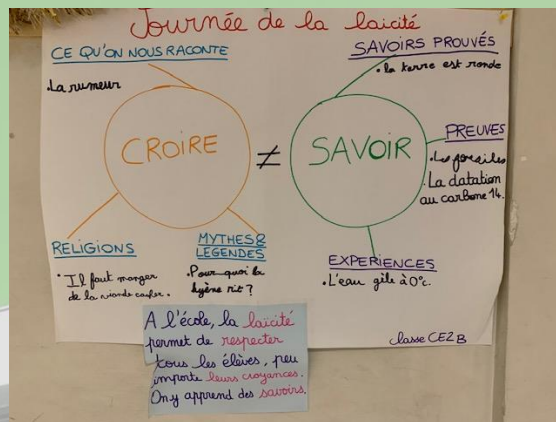 Journée de la laicité
CE QU'ON NOUS RACONTE
• La rumeur
CROIRE
RELIGIONS
• Il faut manger
de la viande casher.
MYTHES &
LEGENDES
• Pourquoi la
hyène rit ?
≠
SAVOIRS PROUVÉS
• la terre est ronde
SAVOIR
PREUVES
• Les fossiles
• La datation
au carbone 14.
EXPERIENCES
• L'eau gèle à 0°c.
A l'école, la laïcité
permet de respecter
tous les élèves, peu
importe leurs croyances.
On y apprend des savoirs.
classe CE2 B